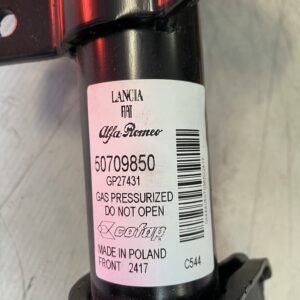 LANCIA
FIAT
Alfa Romeo
50709850
GP27431
GAS PRESSURIZED
DO NOT OPEN
cofap
MADE IN POLAND
FRONT 2417
C544